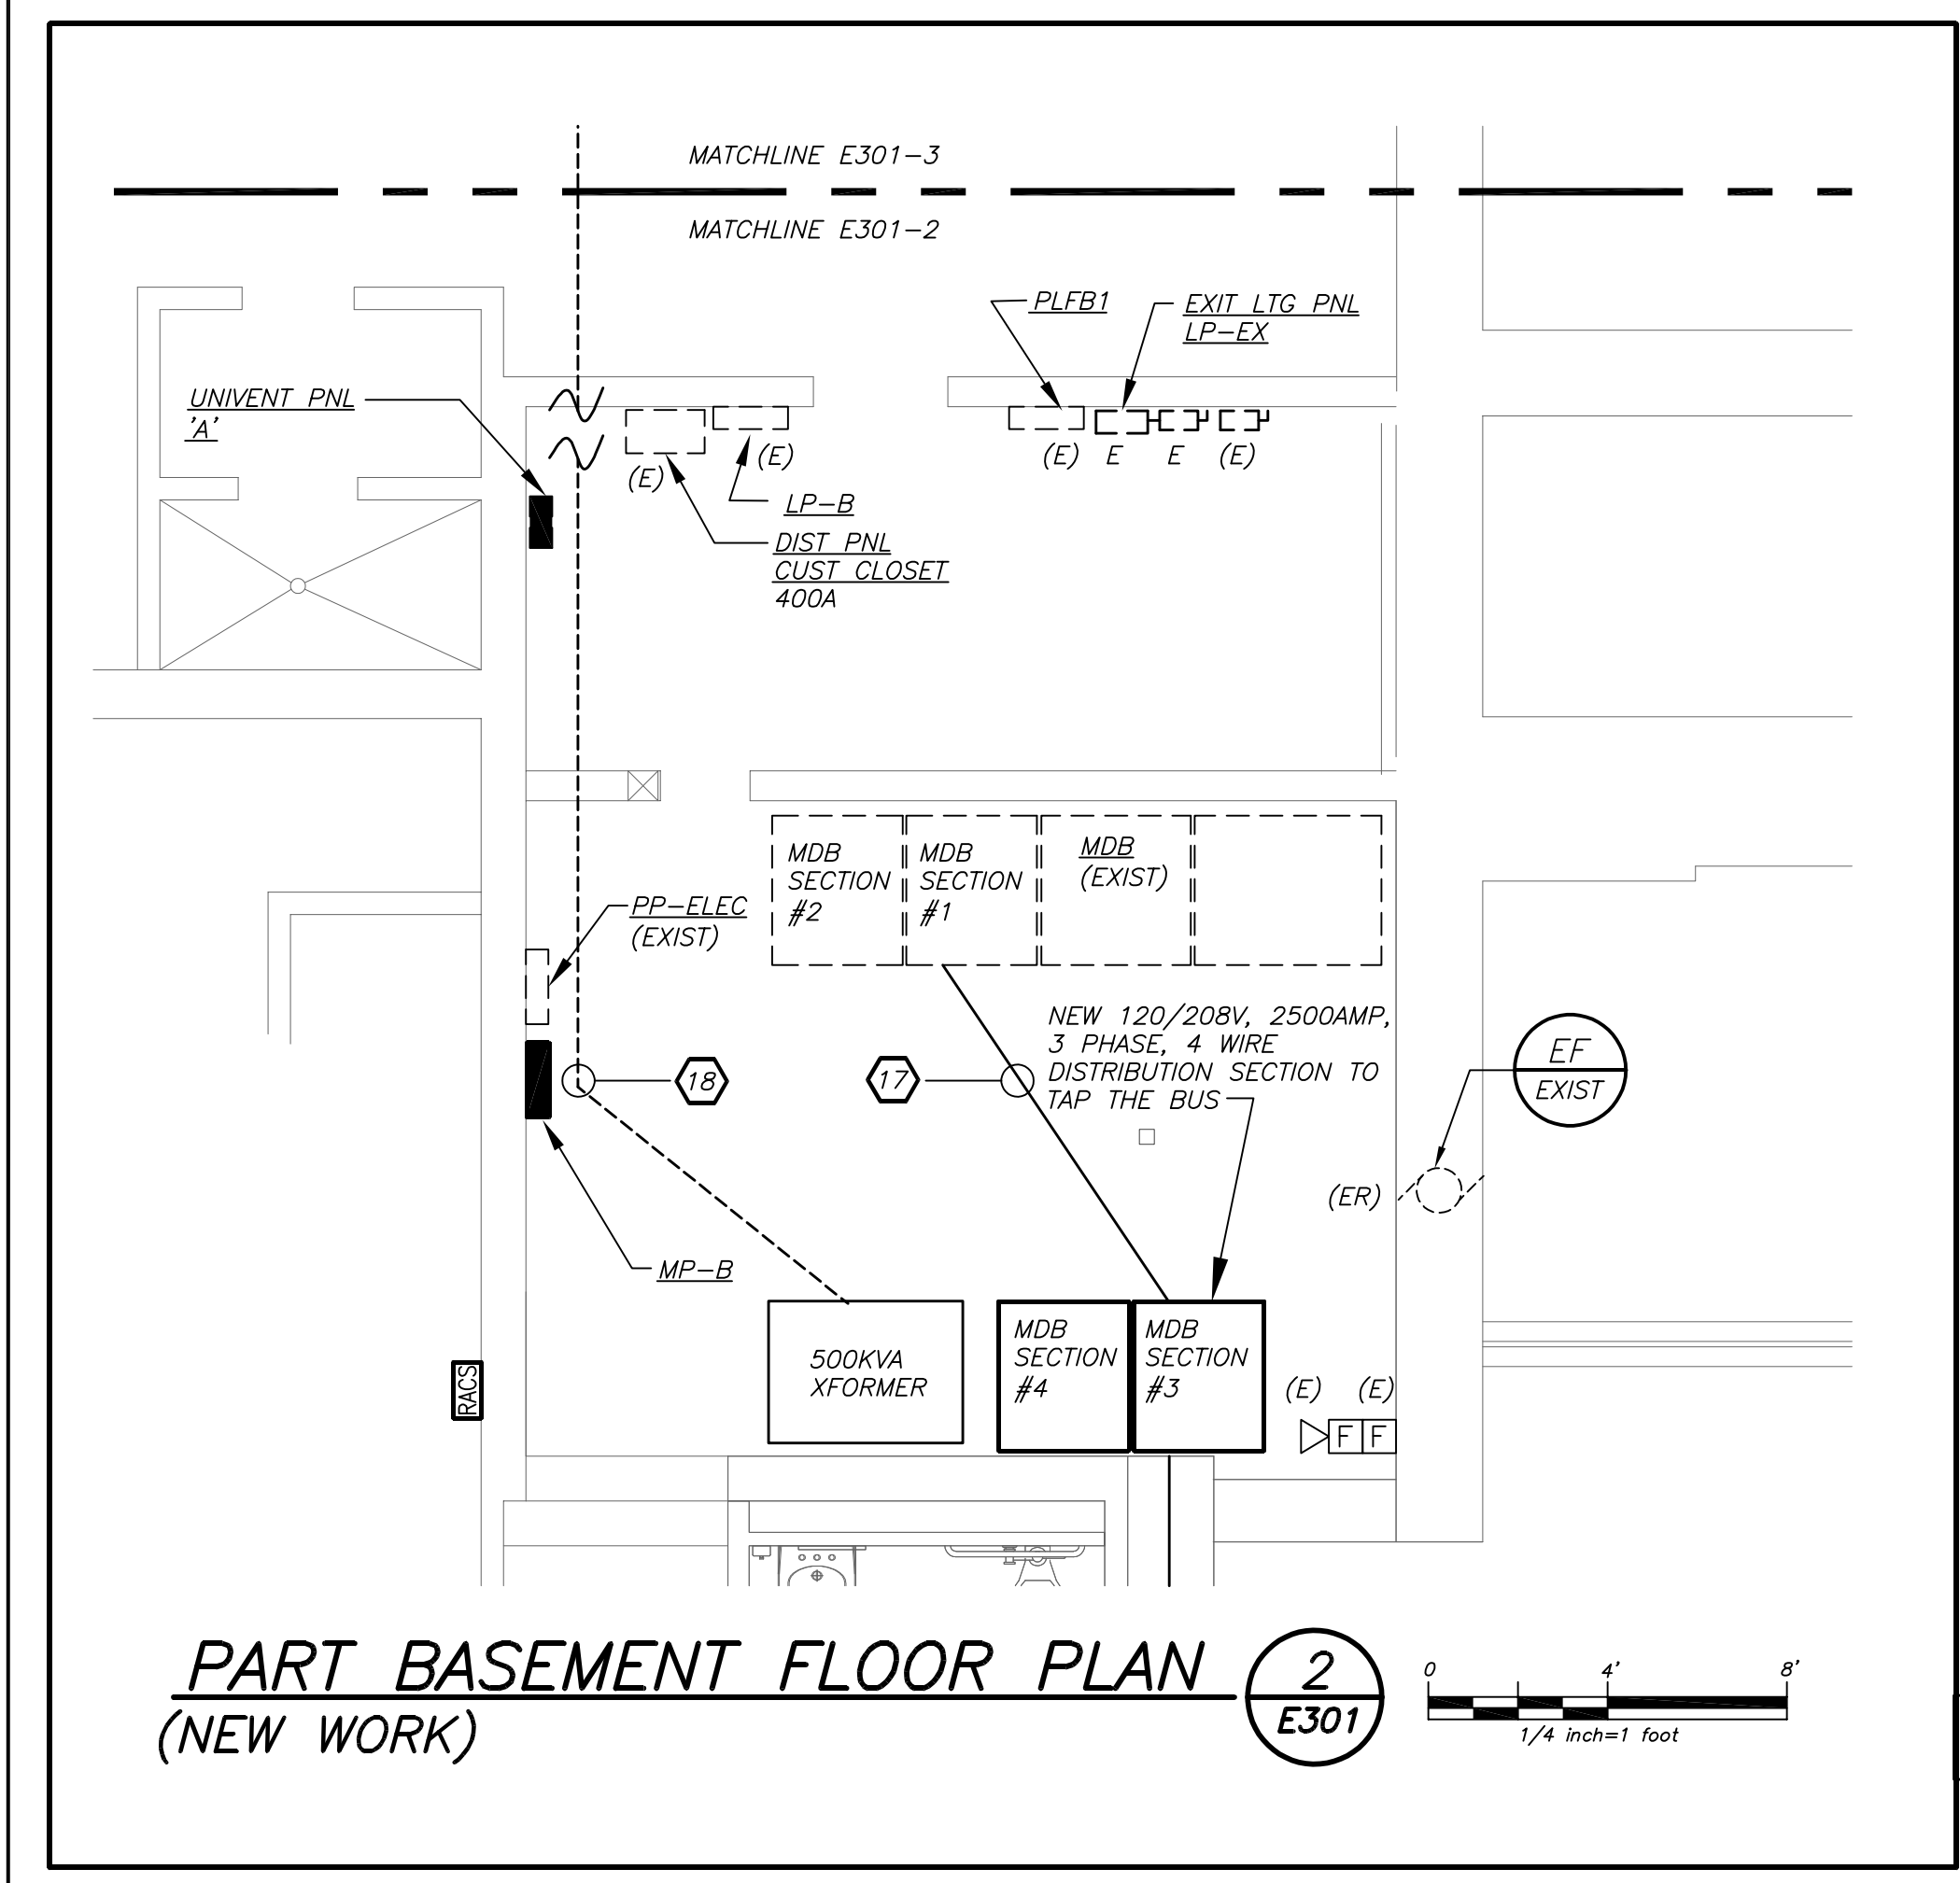 MATCHLINE E301-3
MATCHLINE E301-2
PLFB1
EXIT LTG PNL
LP-EX
UNIVENT PNL
'A'
(E)
(E)
(E)
E
E
(E)
LP-B
DIST PNL
CUST CLOSET
400A
MDB
SECTION
#2
MDB
SECTION
#1
MDB
(EXIST)
PP-ELEC
(EXIST)
NEW 120/208V, 2500AMP,
3 PHASE, 4 WIRE
DISTRIBUTION SECTION TO
TAP THE BUS
18
17
EF
EXIST
(ER)
MP-B
500KVA
XFORMER
MDB
SECTION
#4
MDB
SECTION
#3
(E)
(E)
F
F
RACS
PART BASEMENT FLOOR PLAN
(NEW WORK)
2
E301
0
4'
8'
1/4 inch=1 foot